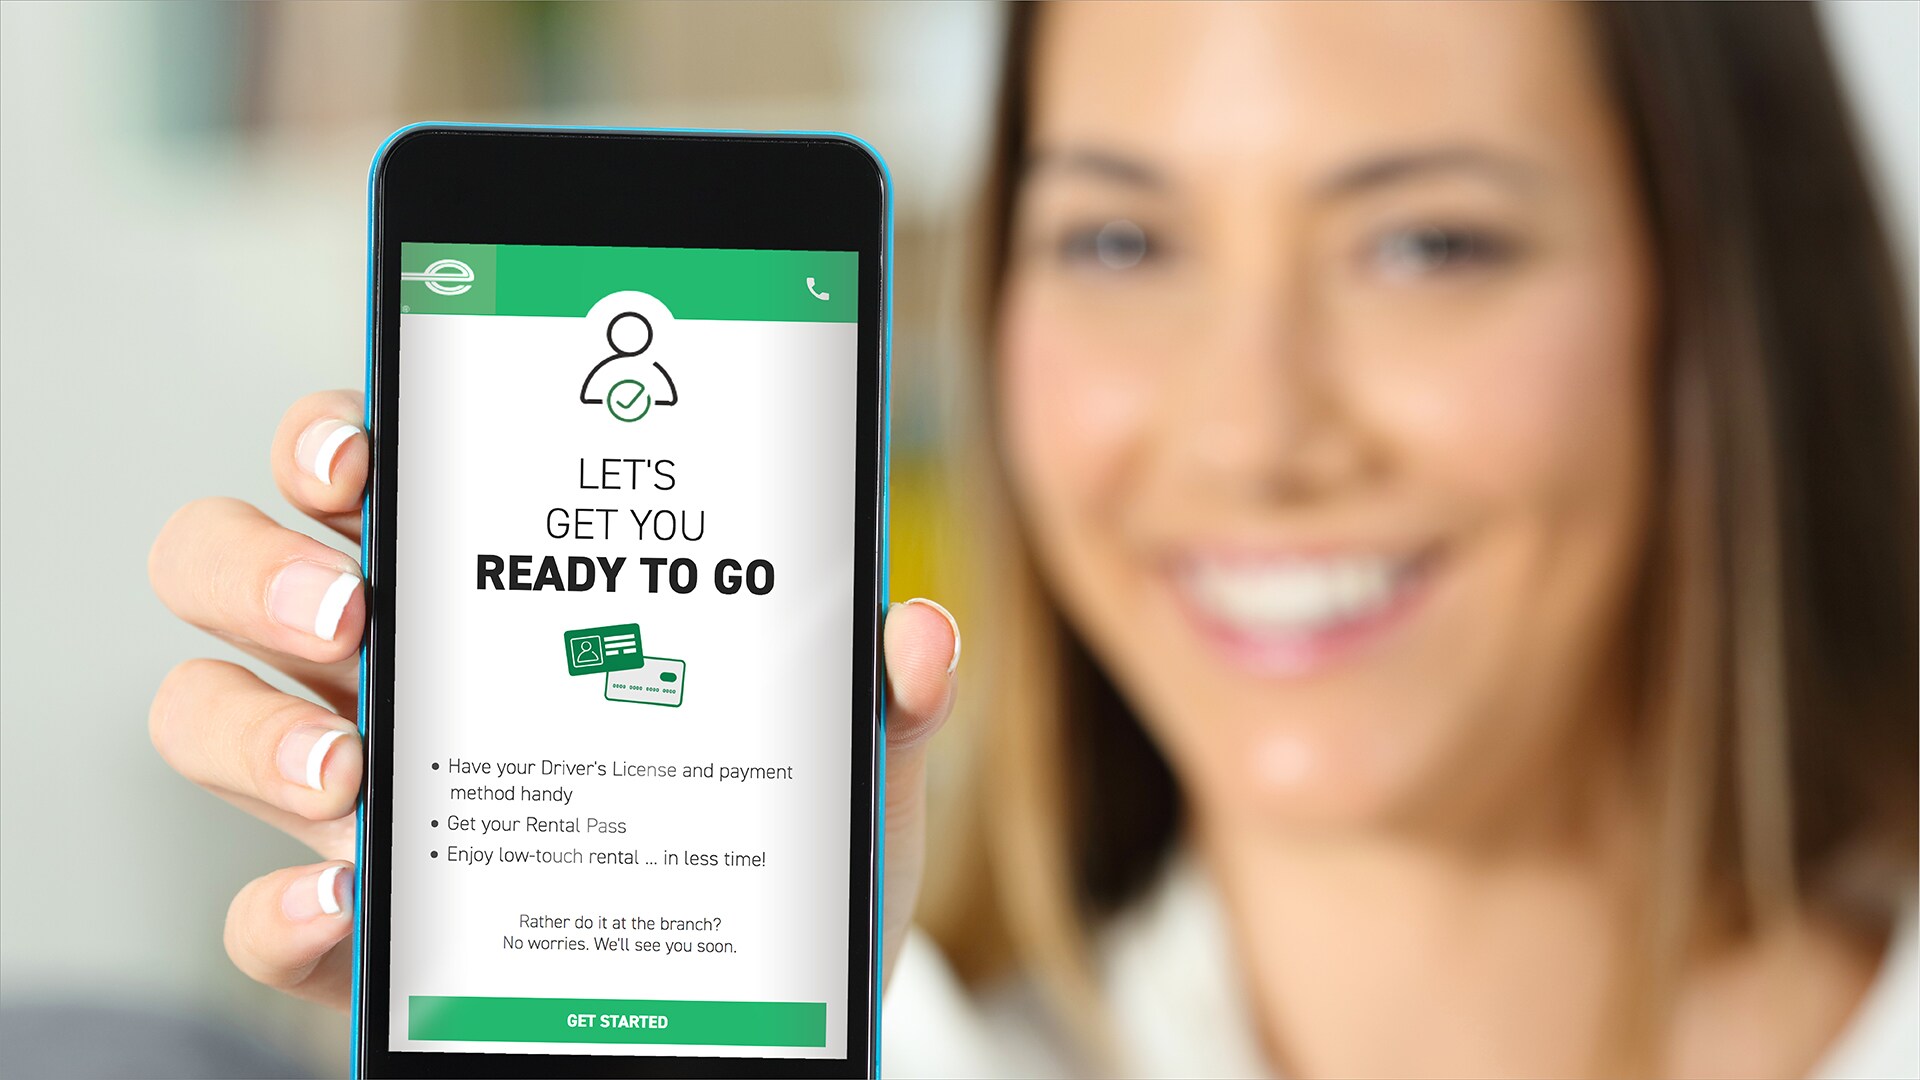 e
LET'S
GET YOU
READY TO GO
• Have your Driver's License and payment
method handy
• Get your Rental Pass
• Enjoy low-touch rental ... in less time!
Rather do it at the branch?
No worries. We'll see you soon.
GET STARTED